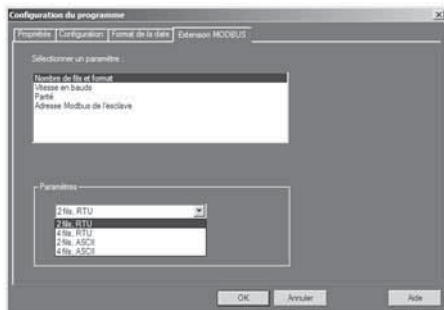 Configuration du programme
Propriétés Configuration Format de la date Extension MODBUS
Sélectionner un paramètre :
Nombre de fils et format
Vitesse en bauds
Parité
Adresse Modbus de l'esclave
Paramètres
2 fils, RTU
2 fils, RTU
4 fils, RTU
2 fils, ASCII
4 fils, ASCII
OK Annuler Aide